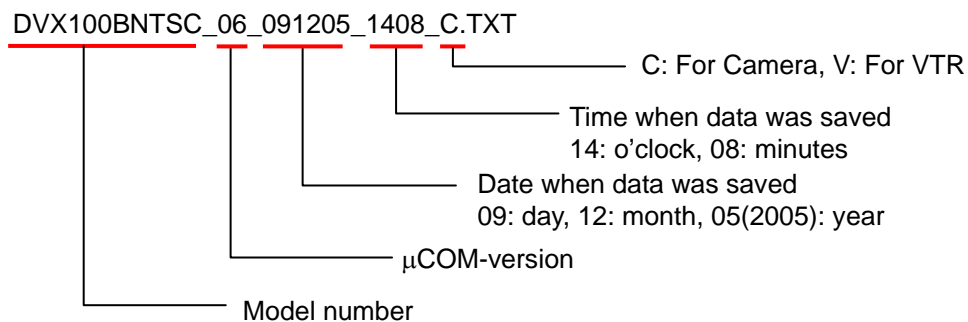 DVX100BNTSC_06_091205_1408_C.TXT
C: For Camera, V: For VTR
Time when data was saved
14: o’clock, 08: minutes
Date when data was saved
09: day, 12: month, 05(2005): year
μCOM-version
Model number